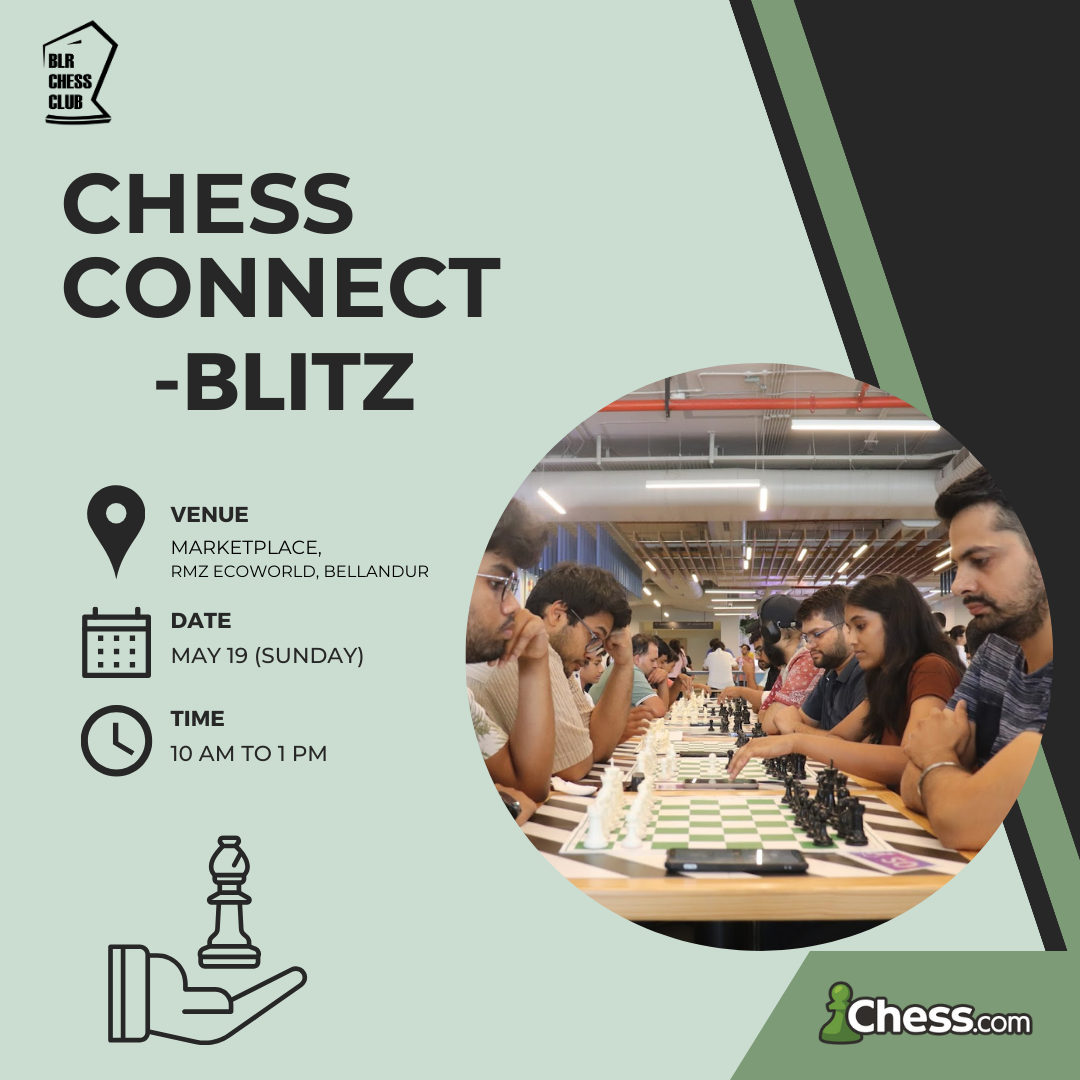 BLR
CHESS
CLUB
CHESS
CONNECT
-BLITZ
VENUE
MARKETPLACE,
RMZ ECOWORLD, BELLANDUR
DATE
MAY 19 (SUNDAY)
TIME
10 AM TO 1 PM
Chess.com